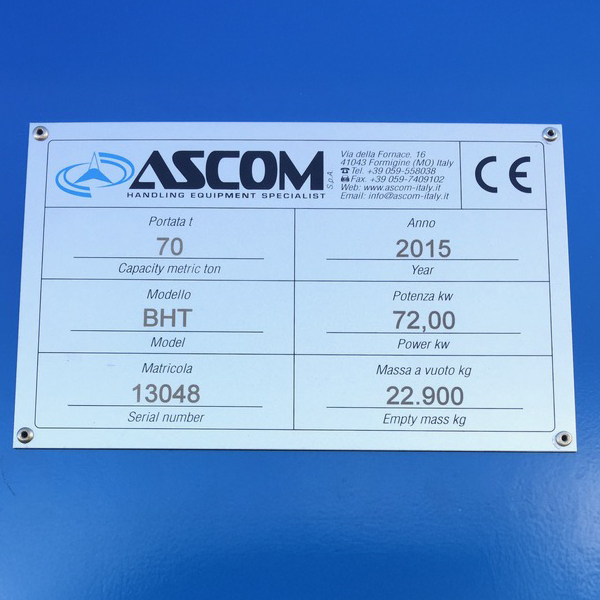 ASCOM S.p.A.
HANDLING EQUIPMENT SPECIALIST
Via della Fornace, 16
41043 Formigine (MO) Italy
☎Tel. +39 059-558038
Fax. +39 059-7409102
Web: www.ascom-italy.it
Email: info@ascom-italy.it
CE
Portata t
70
Capacity metric ton
Anno
2015
Year
Modello
BHT
Model
Potenza kw
72,00
Power kw
Matricola
13048
Serial number
Massa a vuoto kg
22.900
Empty mass kg